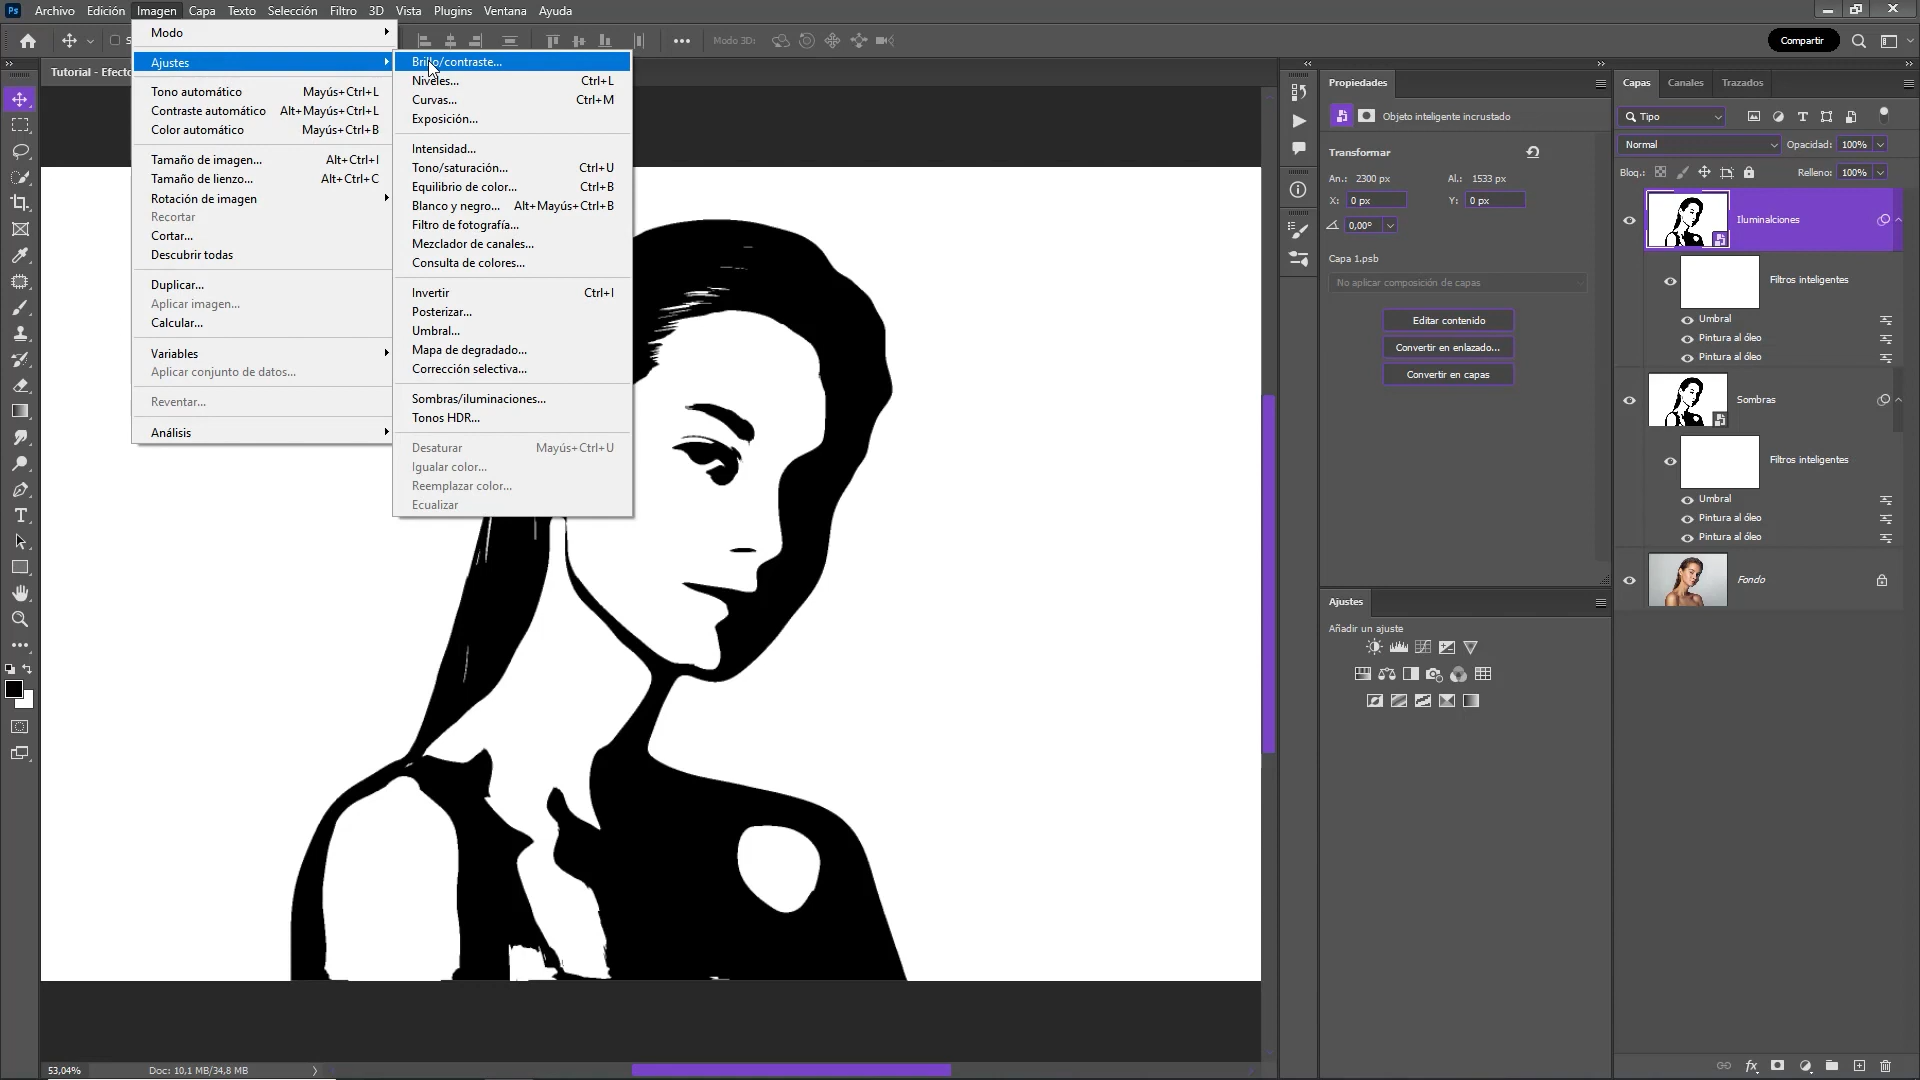 Ps Archivo Edición Imagen Capa Texto Selección Filtro 3D Vista Plugins Ventana Ayuda
Modo 3D:
Compartir
Tutorial - Efecto
Modo
Ajustes
Tono automático Mayús+Ctrl+L
Contraste automático Alt+Mayús+Ctrl+L
Color automático Mayús+Ctrl+B
Tamaño de imagen... Alt+Ctrl+I
Tamaño de lienzo... Alt+Ctrl+C
Rotación de imagen
Recortar
Cortar...
Descubrir todas
Duplicar...
Aplicar imagen...
Calcular...
Variables
Aplicar conjunto de datos...
Reventar...
Análisis
Brillo/contraste...
Niveles... Ctrl+L
Curvas... Ctrl+M
Exposición...
Intensidad...
Tono/saturación... Ctrl+U
Equilibrio de color... Ctrl+B
Blanco y negro... Alt+Mayús+Ctrl+B
Filtro de fotografía...
Mezclador de canales...
Consulta de colores...
Invertir Ctrl+I
Posterizar...
Umbral...
Mapa de degradado...
Corrección selectiva...
Sombras/iluminaciones...
Tonos HDR...
Desaturar Mayús+Ctrl+U
Igualar color...
Reemplazar color...
Ecualizar
Propiedades
Objeto inteligente incrustado
Transformar
An.: 2300 px Al.: 1533 px
X: 0 px Y: 0 px
0,00°
Capa 1.psb
No aplicar composición de capas
Editar contenido
Convertir en enlazado...
Convertir en capas
Ajustes
Añadir un ajuste
Capas Canales Trazados
Tipo
Normal Opacidad: 100%
Bloq.: Relleno: 100%
Iluminalciones
Filtros inteligentes
Umbral
Pintura al óleo
Pintura al óleo
Sombras
Filtros inteligentes
Umbral
Pintura al óleo
Pintura al óleo
Fondo
fx
53,04% Doc: 10,1 MB/34,8 MB